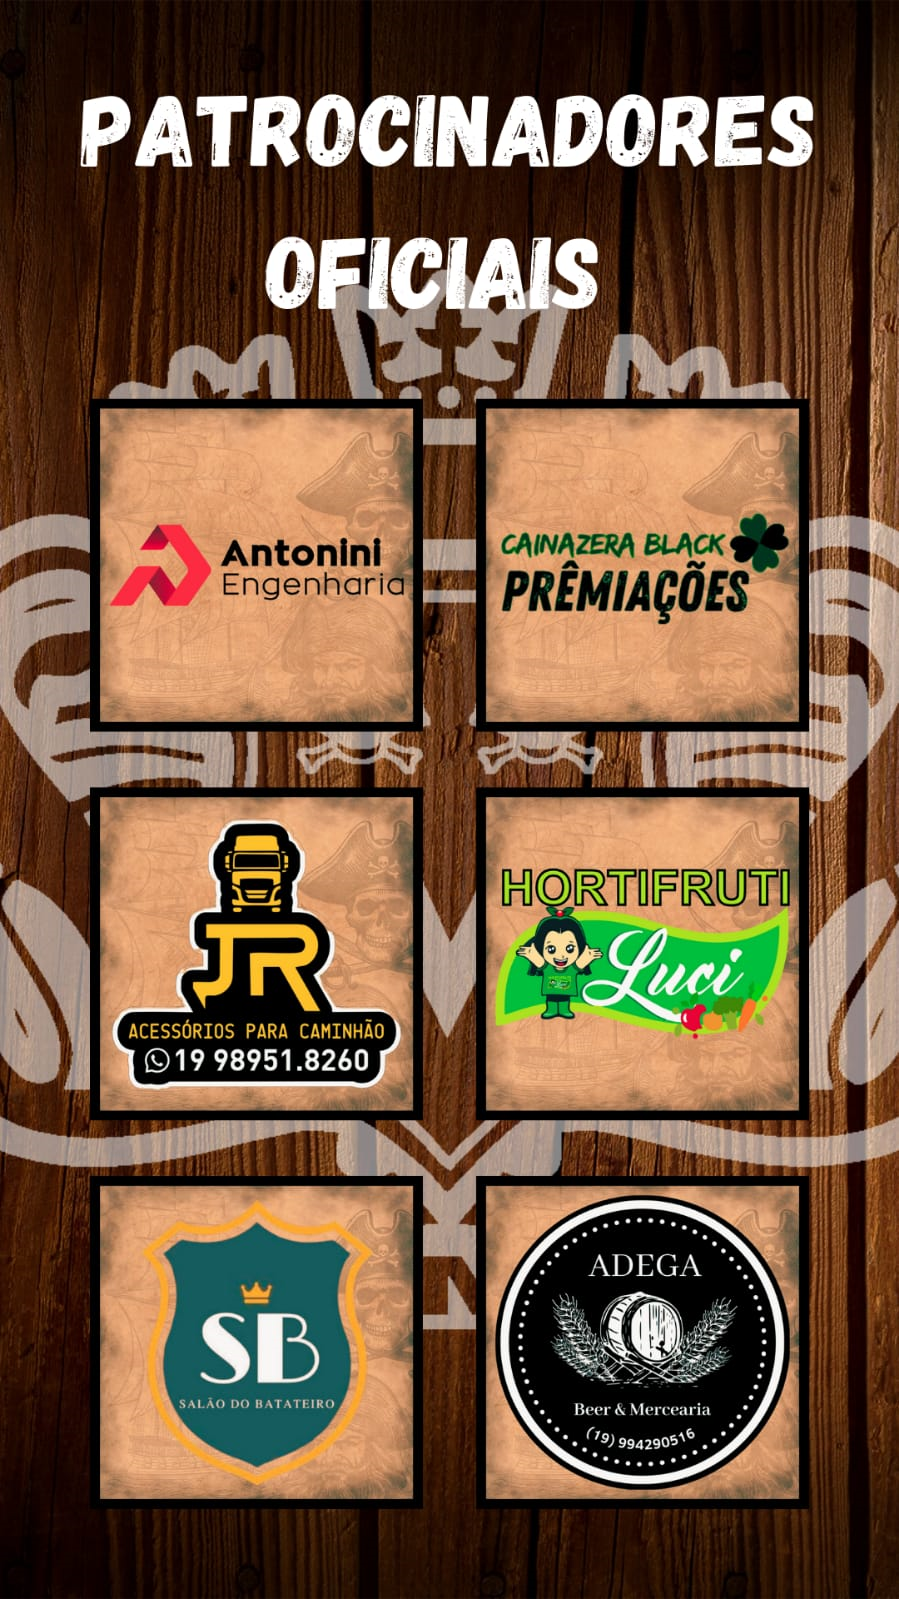 PATROCINADORES
OFICIAIS
Antonini
Engenharia
CAINAZERA BLACK
PRÊMIAÇÕES
JR
ACESSÓRIOS PARA CAMINHÃO
19 98951.8260
HORTIFRUTI
Luci
SB
SALÃO DO BATATEIRO
ADEGA
Beer & Mercearia
(19) 994290516